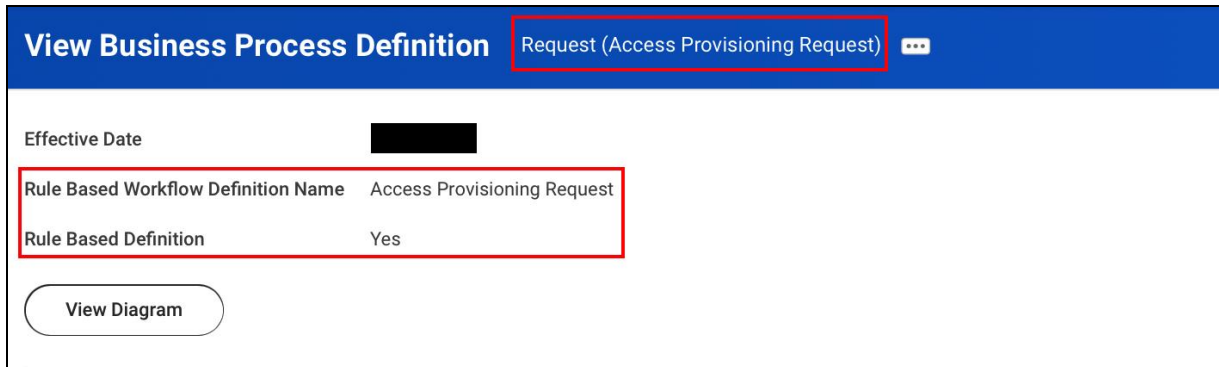 View Business Process Definition Request (Access Provisioning Request)
Effective Date
Rule Based Workflow Definition Name Access Provisioning Request
Rule Based Definition Yes
View Diagram